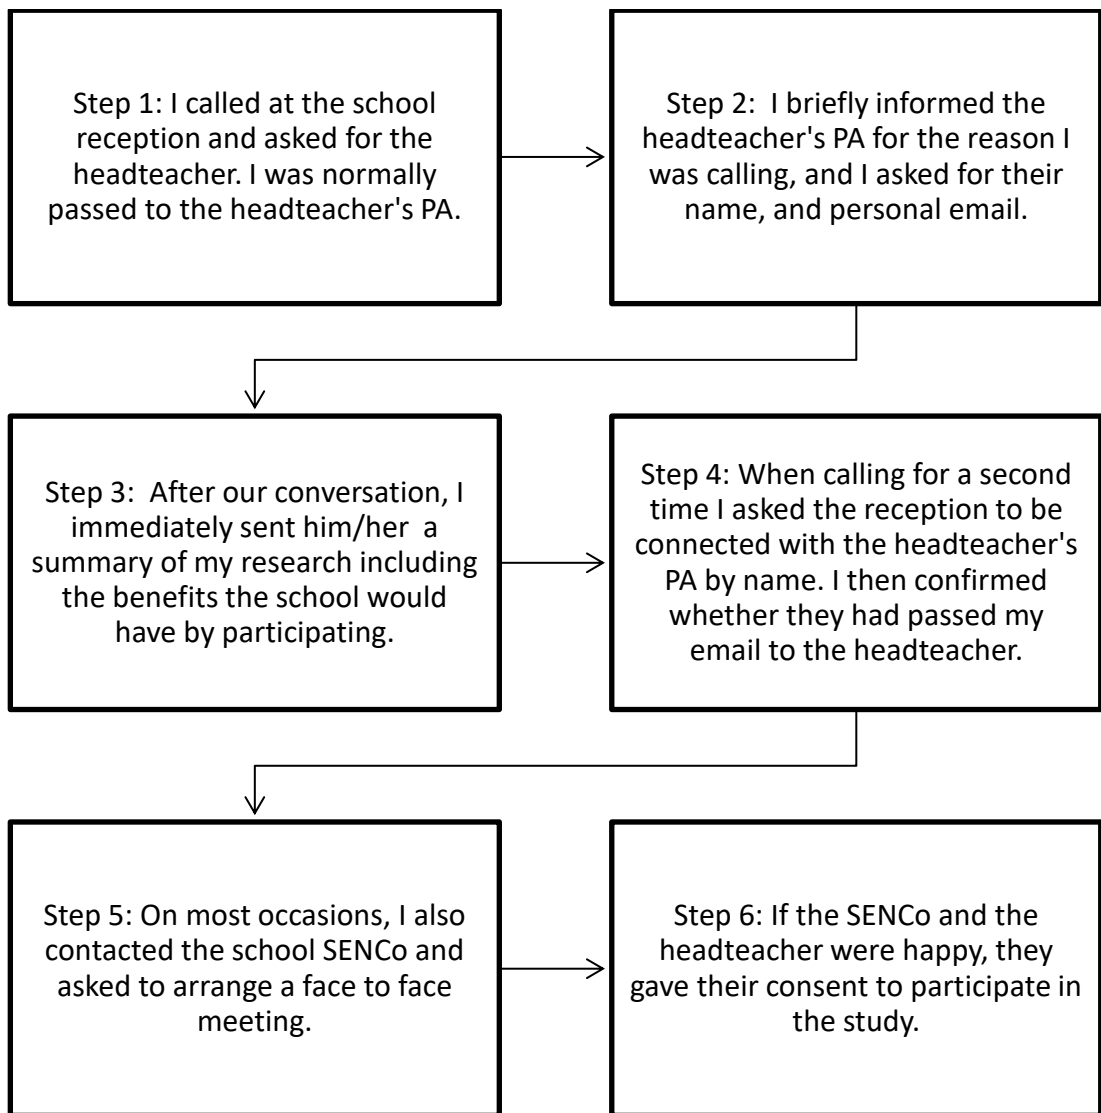 Step 1: I called at the school
reception and asked for the
headteacher. I was normally
passed to the headteacher's PA.
Step 2:  I briefly informed the
headteacher's PA for the reason I
was calling, and I asked for their
name, and personal email.
Step 3:  After our conversation, I
immediately sent him/her  a
summary of my research including
the benefits the school would
have by participating.
Step 4: When calling for a second
time I asked the reception to be
connected with the headteacher's
PA by name. I then confirmed
whether they had passed my
email to the headteacher.
Step 5: On most occasions, I also
contacted the school SENCo and
asked to arrange a face to face
meeting.
Step 6: If the SENCo and the
headteacher were happy, they
gave their consent to participate in
the study.